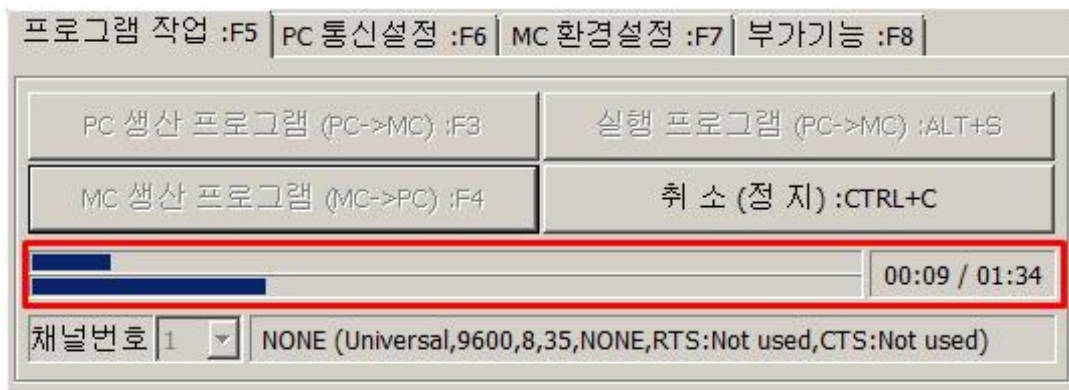 프로그램 작업 :F5 PC 통신설정 :F6 MC 환경설정 :F7 부가기능 :F8
PC 생산 프로그램 (PC->MC) :F3 실행 프로그램 (PC->MC) :ALT+S
MC 생산 프로그램 (MC->PC) :F4 취 소 (정 지) :CTRL+C
00:09 / 01:34
채널번호 1 NONE (Universal,9600,8,35,NONE,RTS:Not used,CTS:Not used)